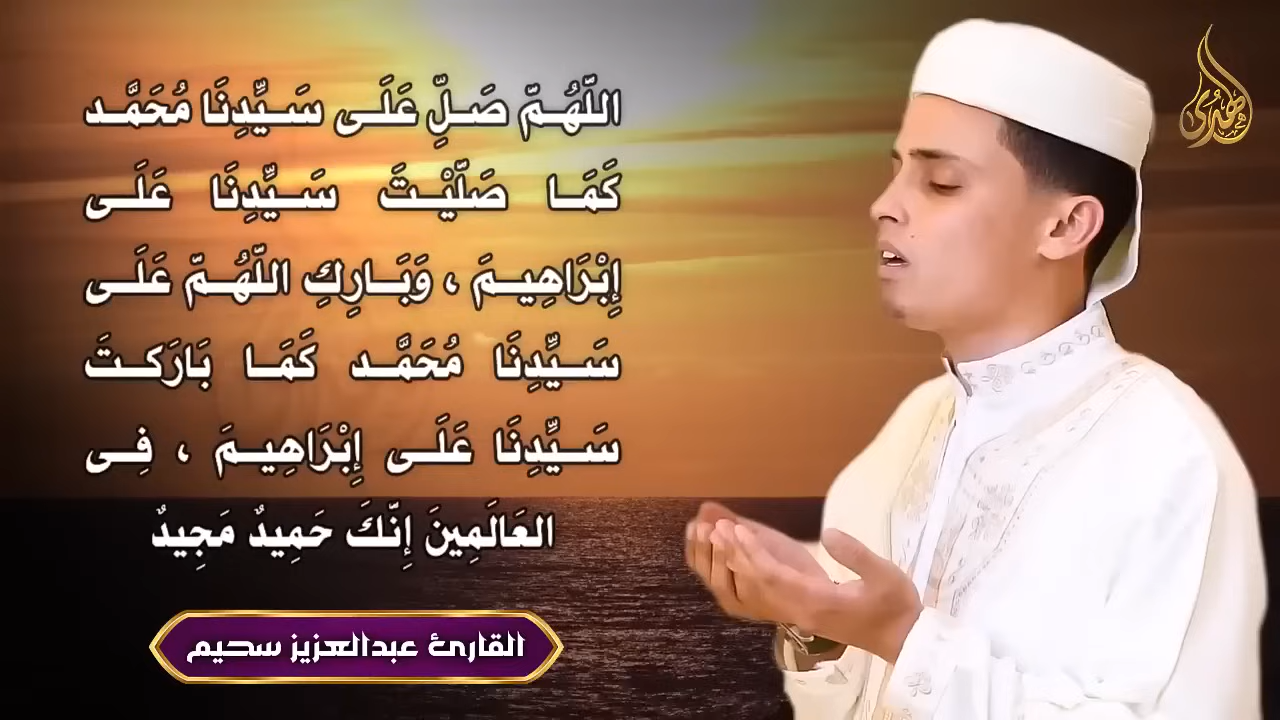 اللّهُمّ صَلِّ عَلَى سَيِّدِنَا مُحَمَّد
كَمَا صَلّيْتَ سَيِّدِنَا عَلَى
إِبْرَاهِيمَ ، وَبَارِكِ اللّهُمّ عَلَى
سَيِّدِنَا مُحَمَّد كَمَا بَارَكتَ
سَيِّدِنَا عَلَى إِبْرَاهِيمَ ، فِى
العَالَمِينَ إِنّكَ حَمِيدٌ مَجِيدٌ
القارئ عبدالعزيز سحيم